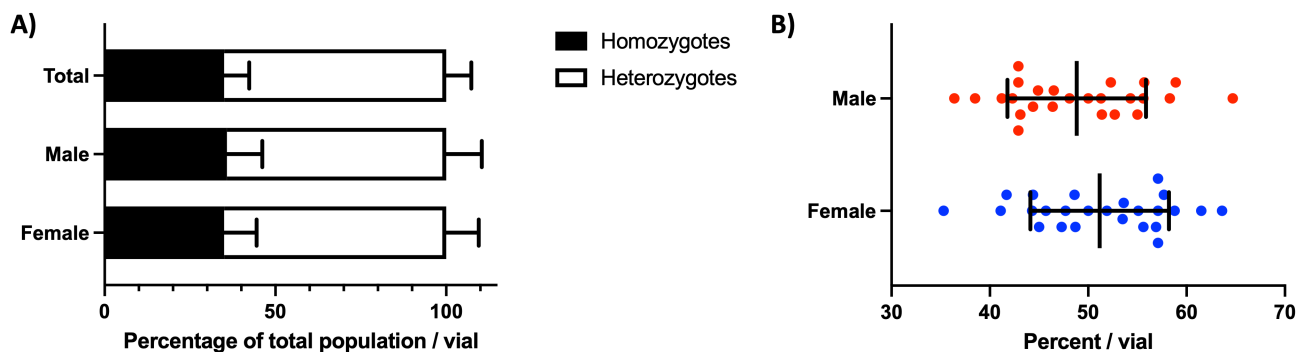 A)
Total
Male
Female
0 50 100
Percentage of total population / vial
Homozygotes
Heterozygotes
B)
Male
Female
30 40 50 60 70
Percent / vial